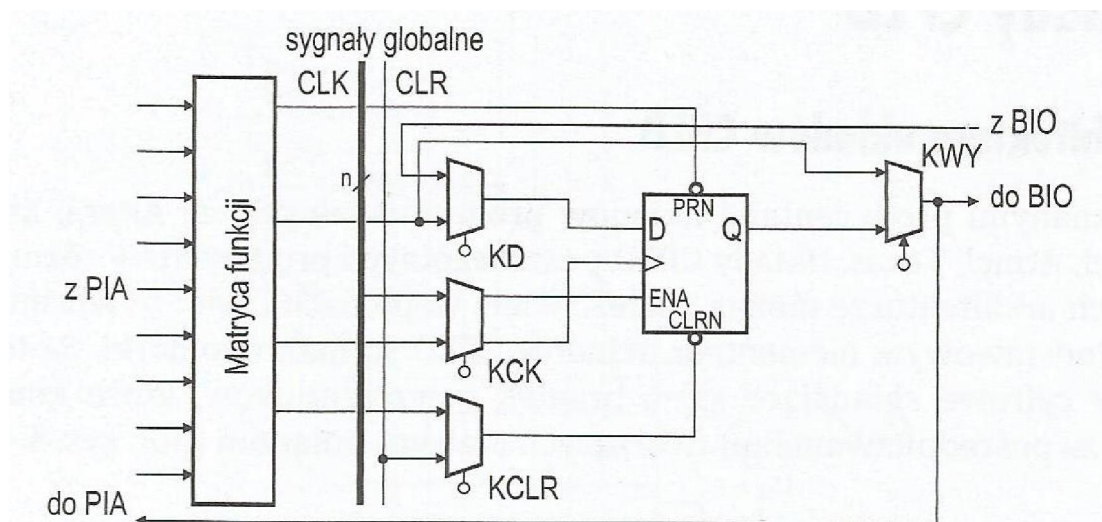 sygnały globalne
CLK
CLR
z BIO
KWY
do BIO
n
PRN
D
Q
KD
Matryca funkcji
z PIA
ENA
CLRN
KCK
KCLR
do PIA